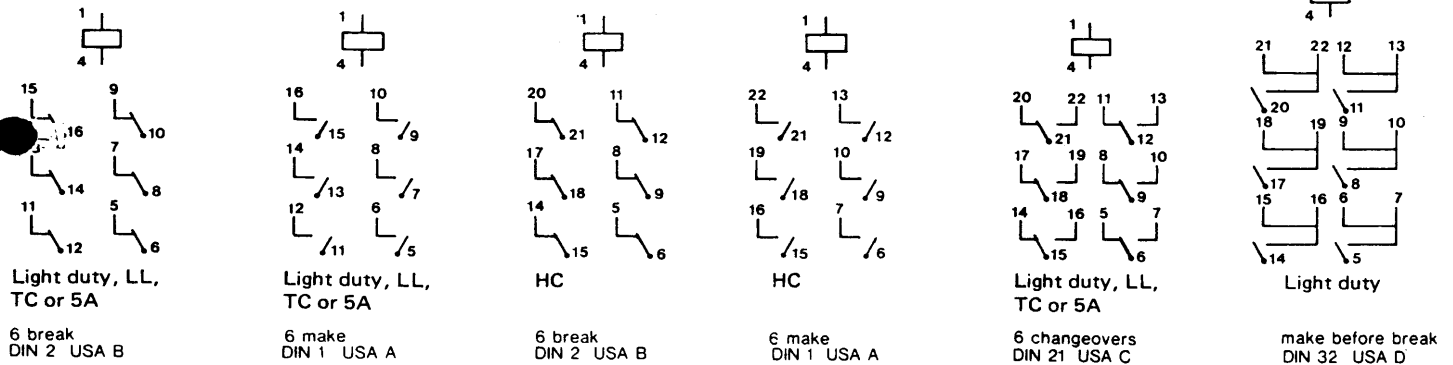 1 1 1 1 1
4 4 4 4 4 4
15 9
16 10
7
14 8
11 5
12 6
Light duty, LL,
TC or 5A
6 break
DIN 2 USA B
16 10
15 9
14 8
13 7
12 6
11 5
Light duty, LL,
TC or 5A
6 make
DIN 1 USA A
20 11
21 12
17 8
18 9
14 5
15 6
HC
6 break
DIN 2 USA B
22 13
21 12
19 10
18 9
16 7
15 6
HC
6 make
DIN 1 USA A
20 22 11 13
21 12
17 19 8 10
18 9
14 16 5 7
15 6
Light duty, LL,
TC or 5A
6 changeovers
DIN 21 USA C
21 22 12 13
20 11
18 19 9 10
17 8
15 16 6 7
14 5
Light duty
make before break
DIN 32 USA D